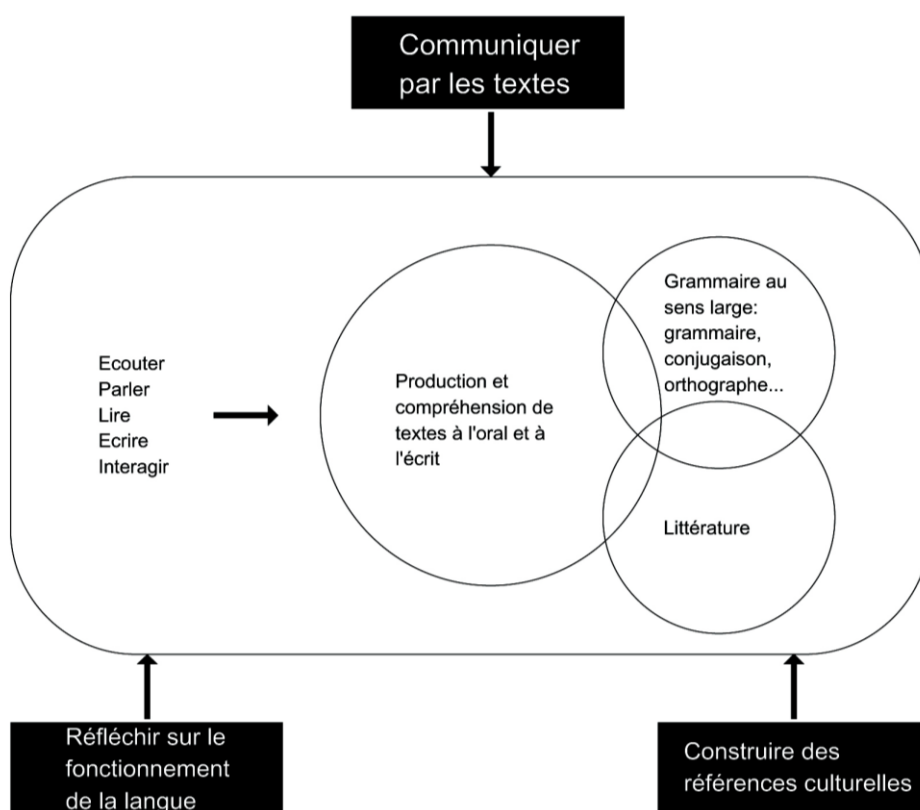 Communiquer
par les textes
Ecouter
Parler
Lire
Ecrire
Interagir
Production et
compréhension de
textes à l'oral et à
l'écrit
Grammaire au
sens large:
grammaire,
conjugaison,
orthographe...
Littérature
Réfléchir sur le
fonctionnement
de la langue
Construire des
références culturelles